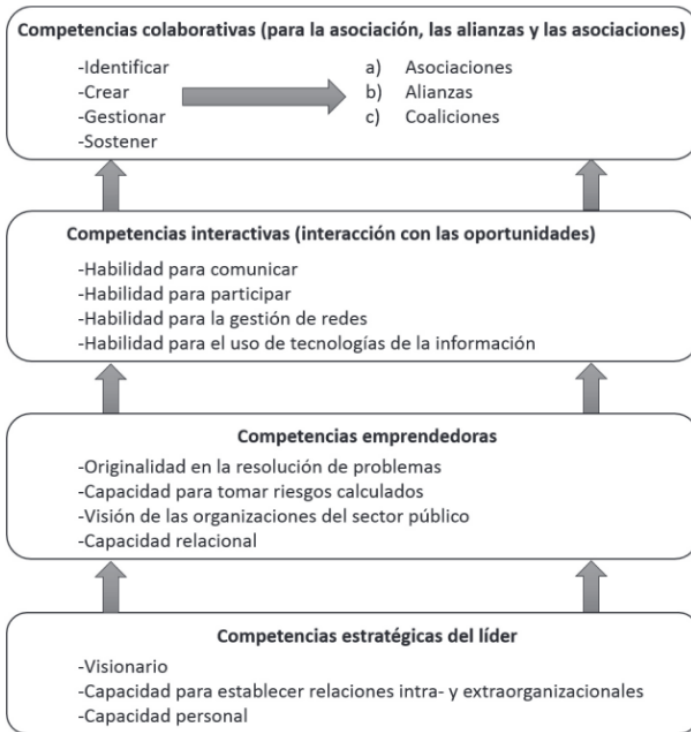 Competencias colaborativas (para la asociación, las alianzas y las asociaciones)
-Identificar
-Crear
-Gestionar
-Sostener
a) Asociaciones
b) Alianzas
c) Coaliciones
Competencias interactivas (interacción con las oportunidades)
-Habilidad para comunicar
-Habilidad para participar
-Habilidad para la gestión de redes
-Habilidad para el uso de tecnologías de la información
Competencias emprendedoras
-Originalidad en la resolución de problemas
-Capacidad para tomar riesgos calculados
-Visión de las organizaciones del sector público
-Capacidad relacional
Competencias estratégicas del líder
-Visionario
-Capacidad para establecer relaciones intra- y extraorganizacionales
-Capacidad personal